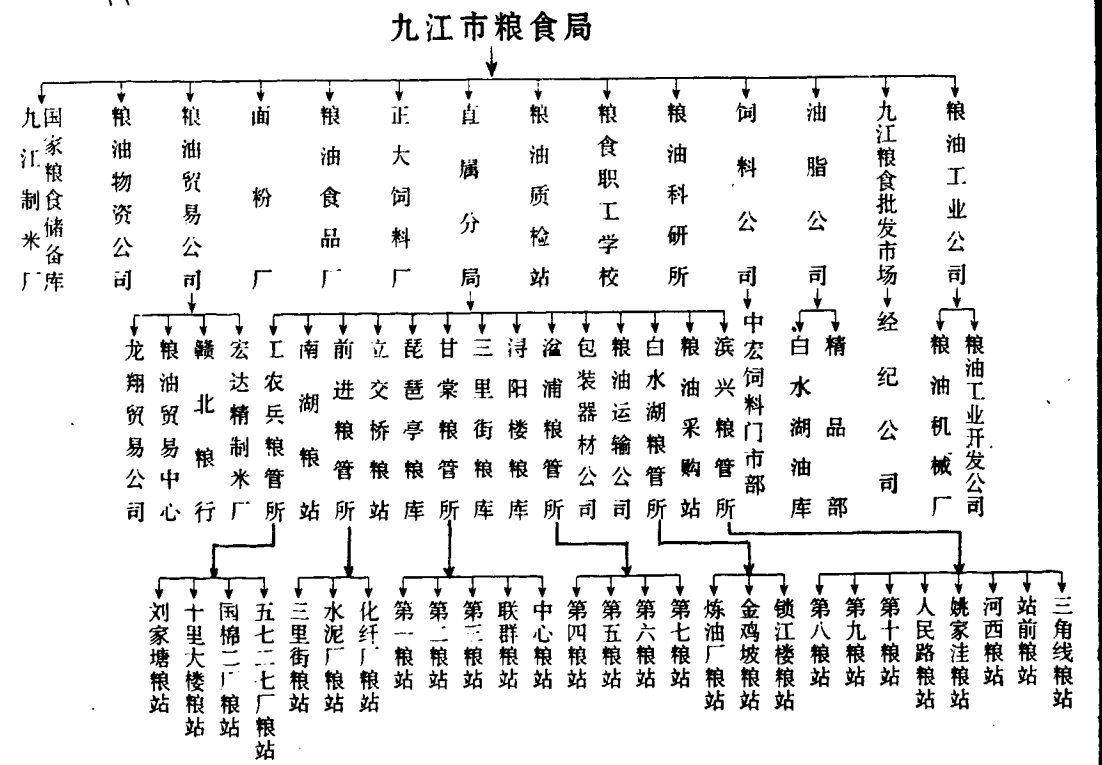 九江市粮食局
国家粮食储备库
九江制米厂
粮油物资公司
粮油贸易公司
面粉厂
粮油食品厂
正大饲料厂
直属分局
粮油质检站
粮食职工学校
粮油科研所
饲料公司
油脂公司
九江粮食批发市场
粮油工业公司
龙翔贸易公司
粮油贸易中心
赣北粮行
宏达精制米厂
工农兵粮管所
南湖粮站
前进粮管所
立交桥粮站
琵琶亭粮库
甘棠粮管所
三里街粮库
浔阳楼粮库
湓浦粮管所
包装器材公司
粮油运输公司
白水湖粮管所
粮油采购站
滨兴粮管所
中宏饲料门市部
白水湖油库
精品部
经纪公司
粮油机械厂
粮油工业开发公司
刘家塘粮站
十里大楼粮站
国棉二厂粮站
五七二七厂粮站
三里街粮站
水泥厂粮站
化纤厂粮站
第一粮站
第二粮站
第三粮站
联群粮站
中心粮站
第四粮站
第五粮站
第六粮站
第七粮站
炼油厂粮站
金鸡坡粮站
锁江楼粮站
第八粮站
第九粮站
第十粮站
人民路粮站
姚家洼粮站
河西粮站
站前粮站
三角线粮站